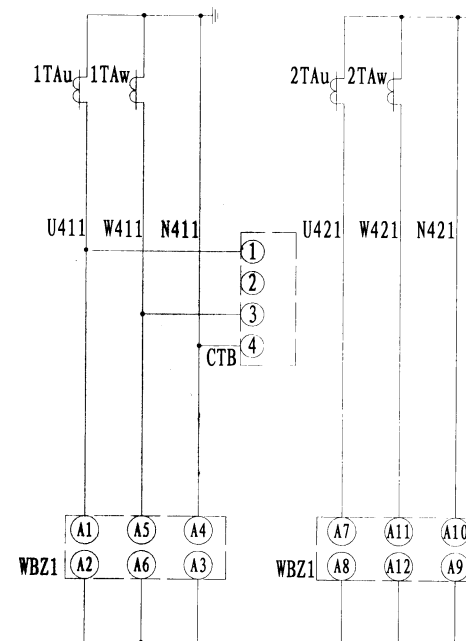 1TAu 1TAw 2TAu 2TAw
U411 W411 N411 U421 W421 N421
1
2
3
CTB 4
A1 A5 A4 A7 A11 A10
WBZ1 A2 A6 A3 WBZ1 A8 A12 A9